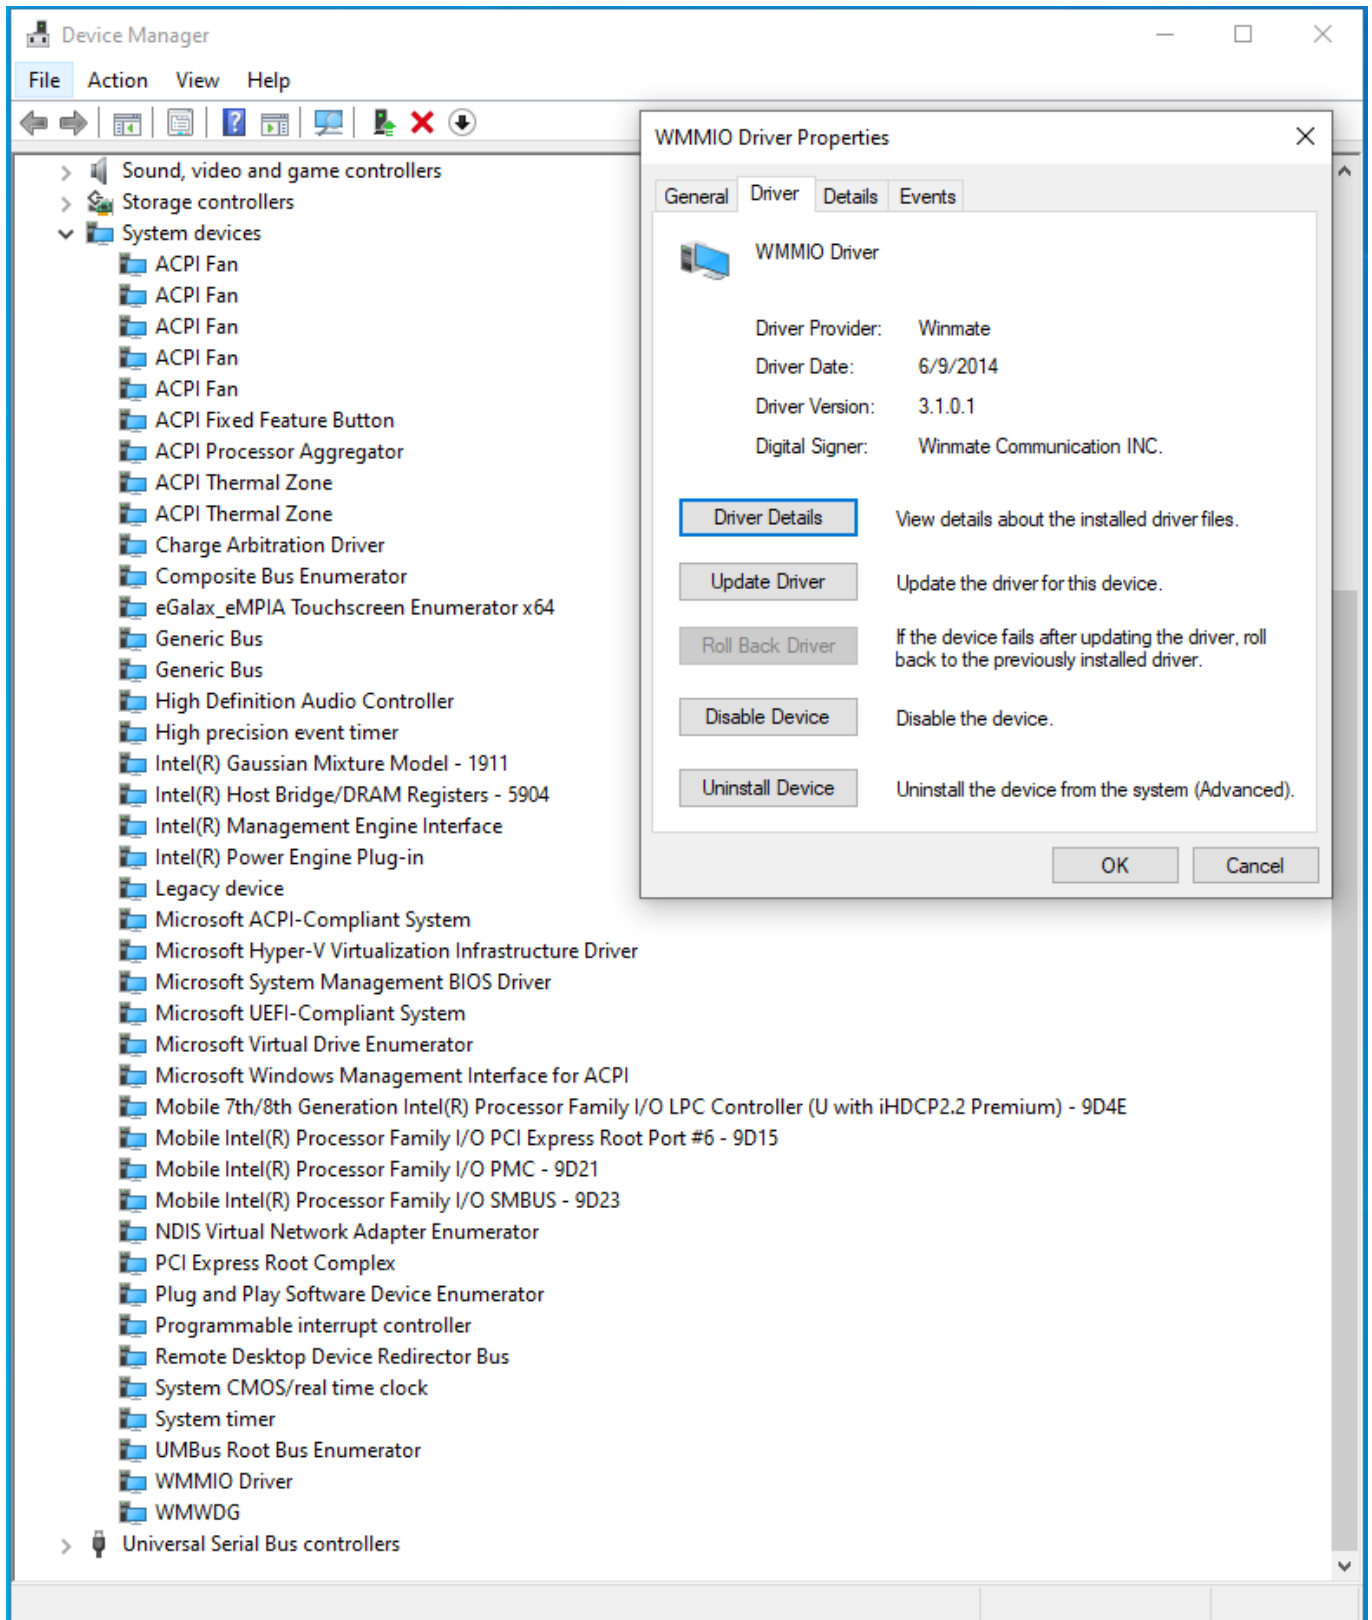 Device Manager
File Action View Help
Sound, video and game controllers
Storage controllers
System devices
ACPI Fan
ACPI Fan
ACPI Fan
ACPI Fan
ACPI Fan
ACPI Fixed Feature Button
ACPI Processor Aggregator
ACPI Thermal Zone
ACPI Thermal Zone
Charge Arbitration Driver
Composite Bus Enumerator
eGalax_eMPIA Touchscreen Enumerator x64
Generic Bus
Generic Bus
High Definition Audio Controller
High precision event timer
Intel(R) Gaussian Mixture Model - 1911
Intel(R) Host Bridge/DRAM Registers - 5904
Intel(R) Management Engine Interface
Intel(R) Power Engine Plug-in
Legacy device
Microsoft ACPI-Compliant System
Microsoft Hyper-V Virtualization Infrastructure Driver
Microsoft System Management BIOS Driver
Microsoft UEFI-Compliant System
Microsoft Virtual Drive Enumerator
Microsoft Windows Management Interface for ACPI
Mobile 7th/8th Generation Intel(R) Processor Family I/O LPC Controller (U with iHDCP2.2 Premium) - 9D4E
Mobile Intel(R) Processor Family I/O PCI Express Root Port #6 - 9D15
Mobile Intel(R) Processor Family I/O PMC - 9D21
Mobile Intel(R) Processor Family I/O SMBUS - 9D23
NDIS Virtual Network Adapter Enumerator
PCI Express Root Complex
Plug and Play Software Device Enumerator
Programmable interrupt controller
Remote Desktop Device Redirector Bus
System CMOS/real time clock
System timer
UMBus Root Bus Enumerator
WMMIO Driver
WMWDG
Universal Serial Bus controllers
WMMIO Driver Properties
General Driver Details Events
WMMIO Driver
Driver Provider: Winmate
Driver Date: 6/9/2014
Driver Version: 3.1.0.1
Digital Signer: Winmate Communication INC.
Driver Details View details about the installed driver files.
Update Driver Update the driver for this device.
Roll Back Driver If the device fails after updating the driver, roll
back to the previously installed driver.
Disable Device Disable the device.
Uninstall Device Uninstall the device from the system (Advanced).
OK Cancel